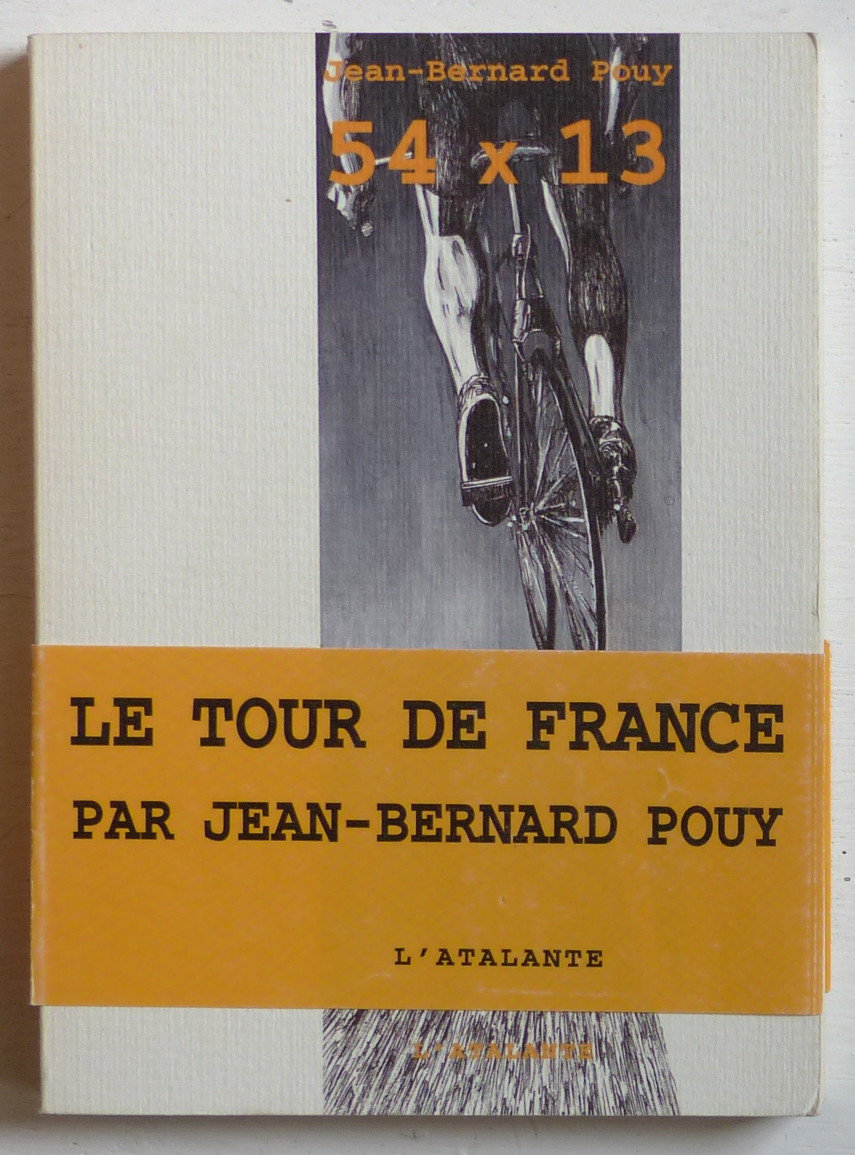 Jean-Bernard Pouy
54 x 13
LE TOUR DE FRANCE
PAR JEAN-BERNARD POUY
L'ATALANTE
L'ATALANTE